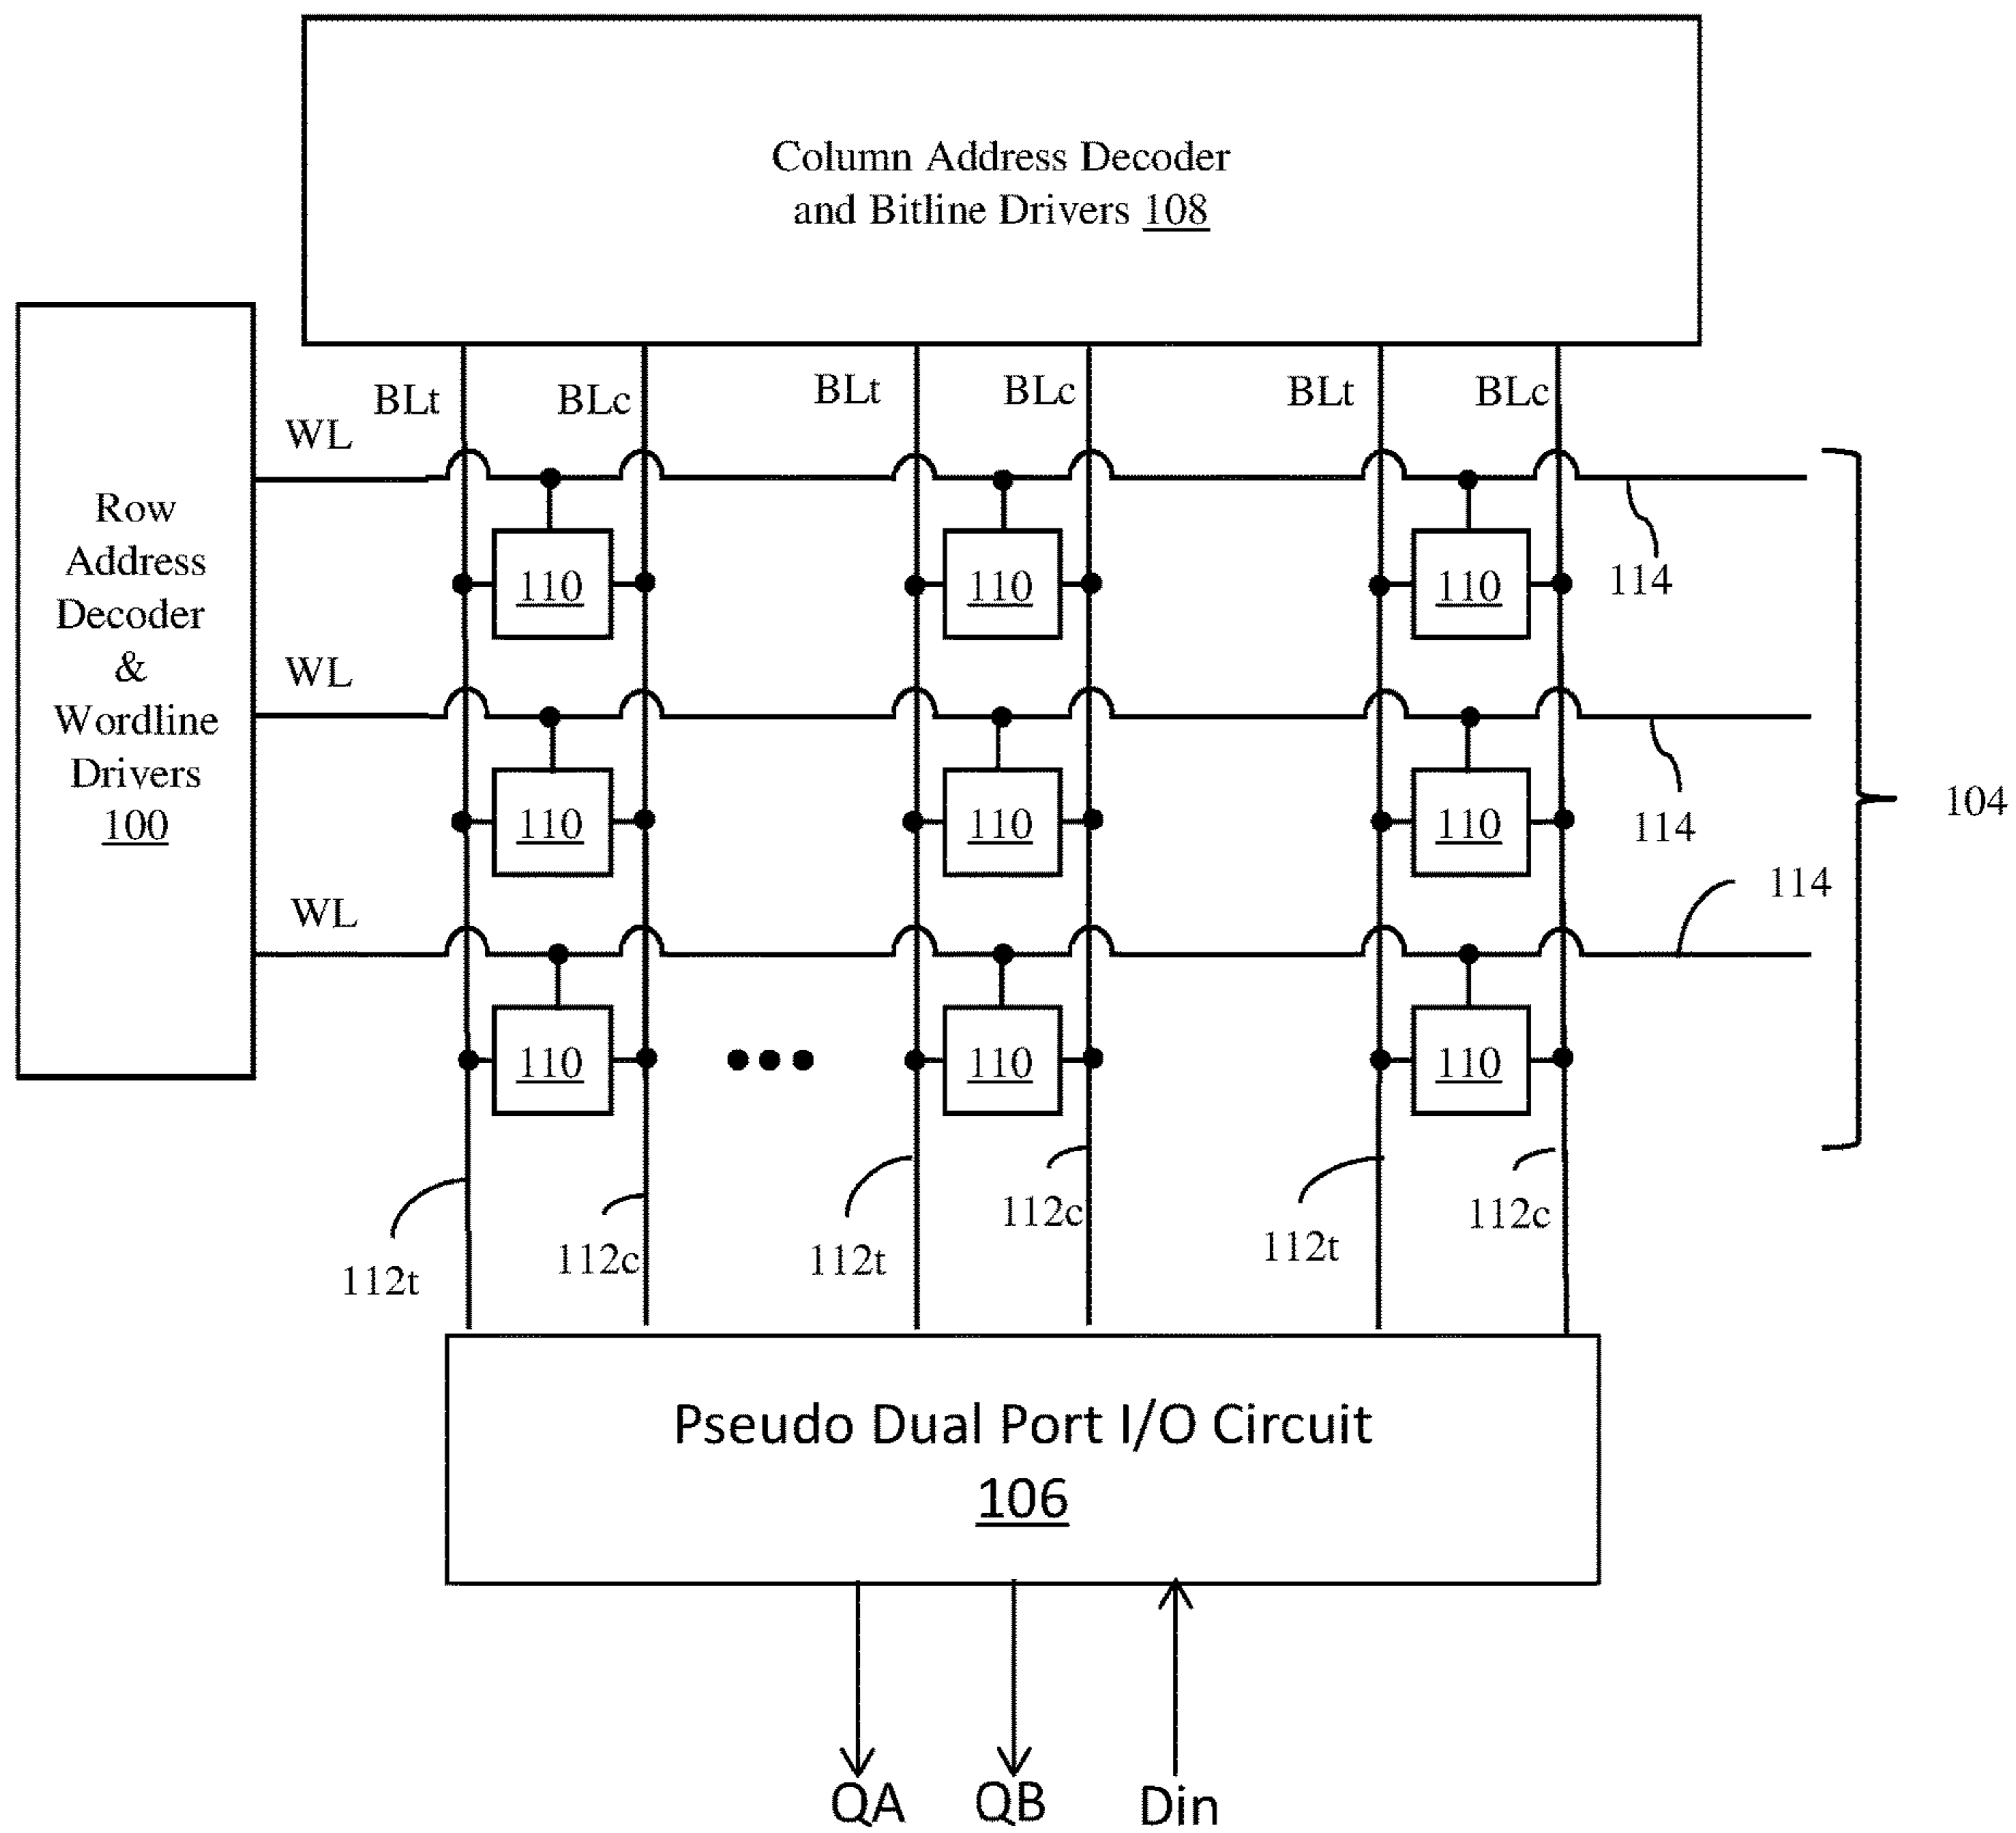 Column Address Decoder
and Bitline Drivers 108
Row
Address
Decoder
&
Wordline
Drivers
100
BLt
BLc
BLt
BLc
BLt
BLc
WL
110
110
110
114
WL
110
110
110
114
104
WL
114
110
110
110
112t
112c
112t
112c
112t
112c
Pseudo Dual Port I/O Circuit
106
QA
QB
Din